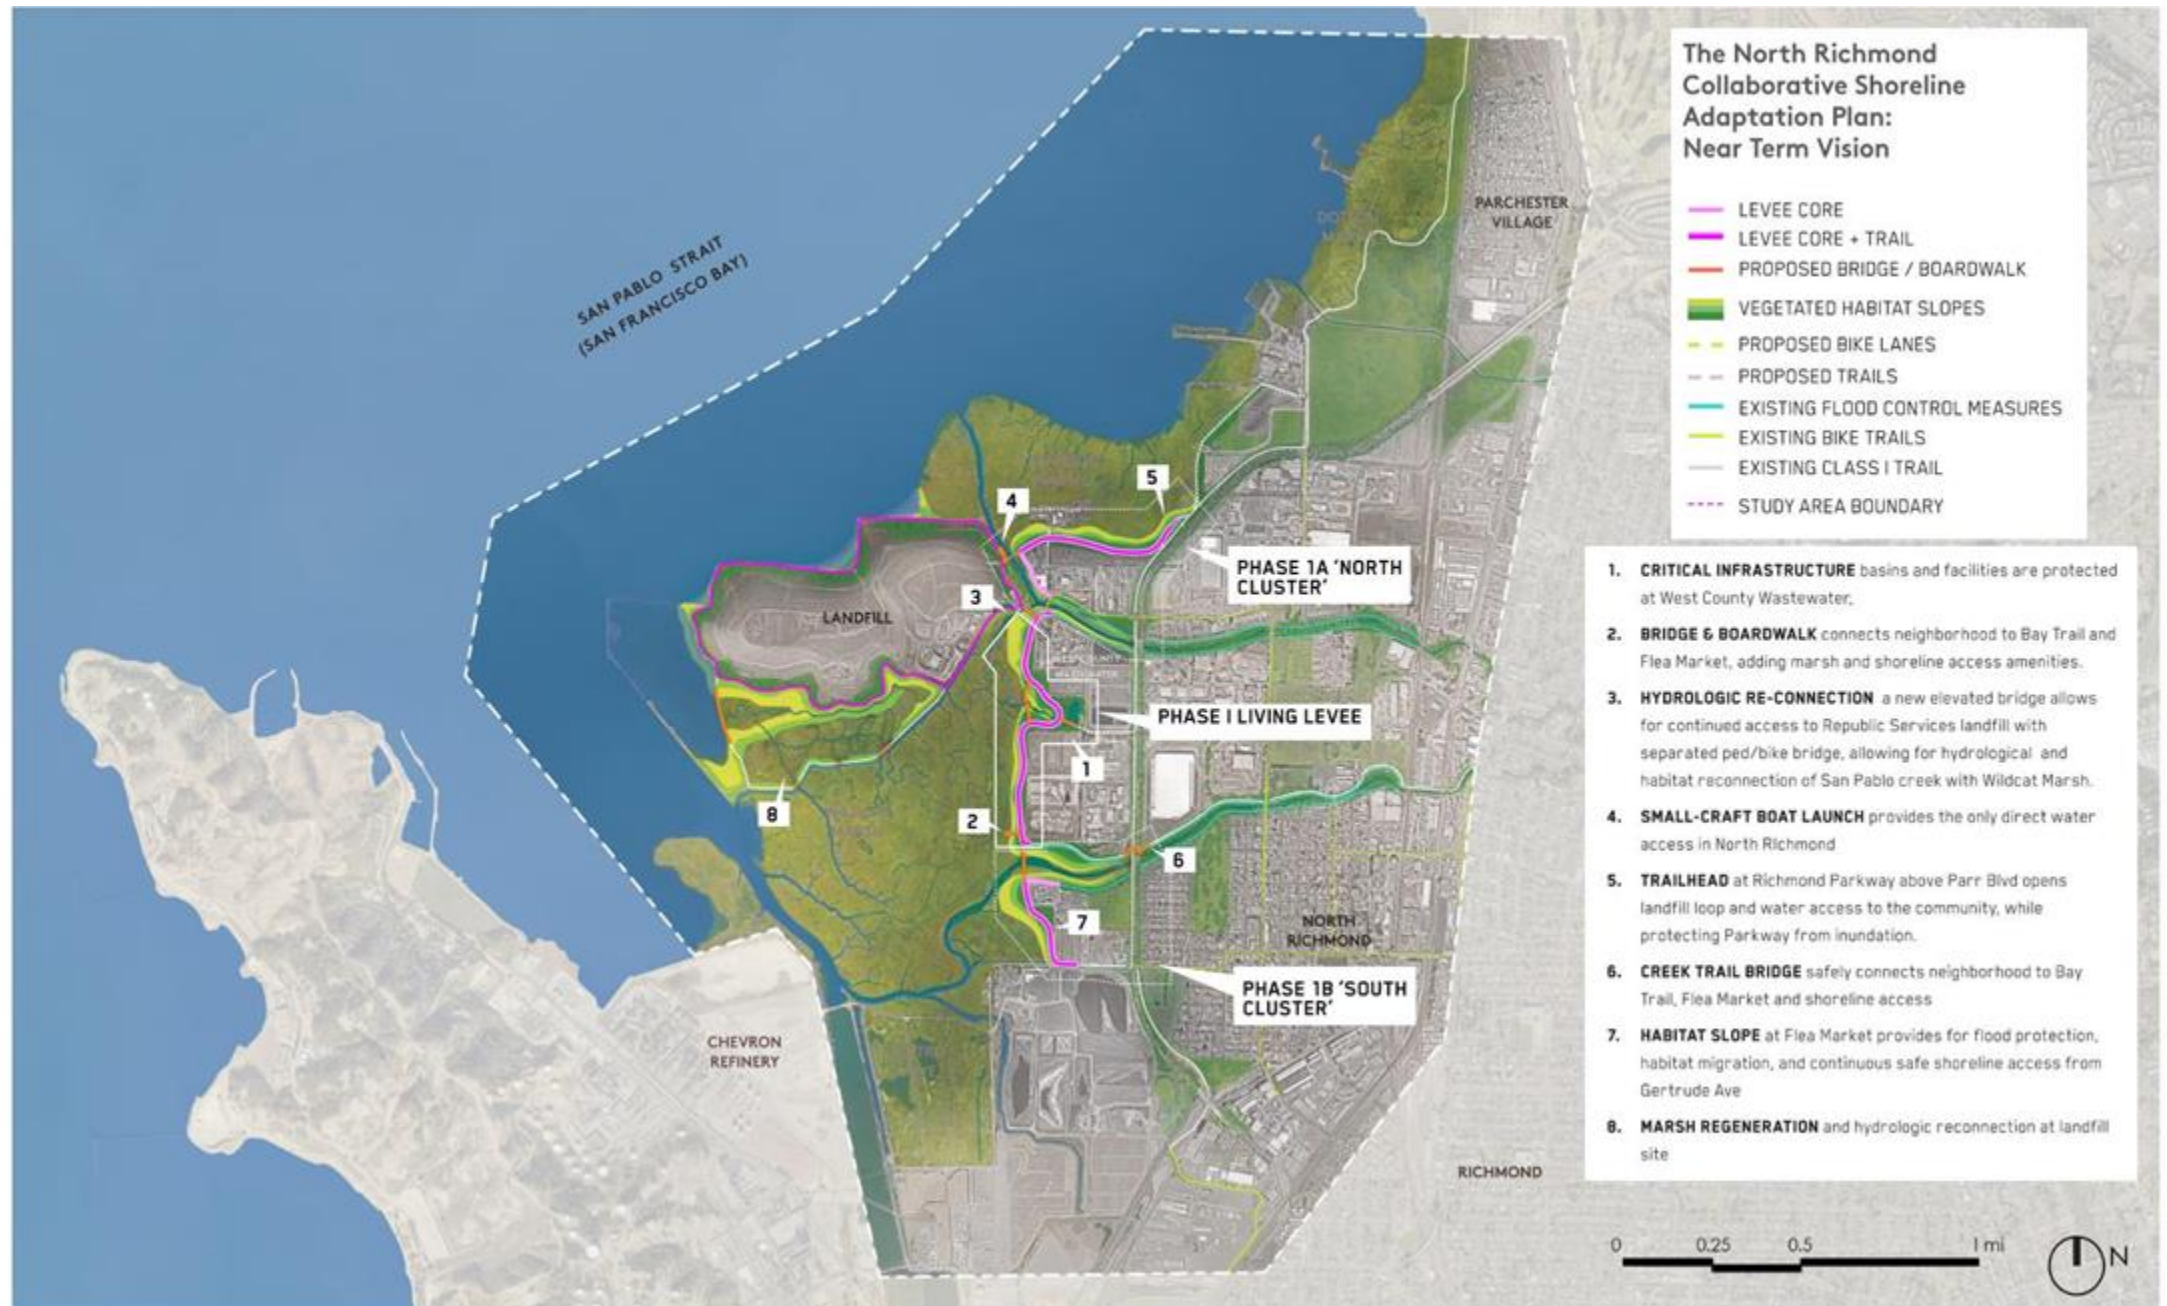 The North Richmond
Collaborative Shoreline
Adaptation Plan:
Near Term Vision
LEVEE CORE
LEVEE CORE + TRAIL
PROPOSED BRIDGE / BOARDWALK
VEGETATED HABITAT SLOPES
PROPOSED BIKE LANES
PROPOSED TRAILS
EXISTING FLOOD CONTROL MEASURES
EXISTING BIKE TRAILS
EXISTING CLASS I TRAIL
STUDY AREA BOUNDARY
1. CRITICAL INFRASTRUCTURE basins and facilities are protected
at West County Wastewater,
2. BRIDGE & BOARDWALK connects neighborhood to Bay Trail and
Flea Market, adding marsh and shoreline access amenities.
3. HYDROLOGIC RE-CONNECTION a new elevated bridge allows
for continued access to Republic Services landfill with
separated ped/bike bridge, allowing for hydrological and
habitat reconnection of San Pablo creek with Wildcat Marsh.
4. SMALL-CRAFT BOAT LAUNCH provides the only direct water
access in North RIchmond
5. TRAILHEAD at Richmond Parkway above Parr Blvd opens
landfill loop and water access to the community, while
protecting Parkway from inundation.
6. CREEK TRAIL BRIDGE safely connects neighborhood to Bay
Trail, Flea Market and shoreline access
7. HABITAT SLOPE at Flea Market provides for flood protection,
habitat migration, and continuous safe shoreline access from
Gertrude Ave
8. MARSH REGENERATION and hydrologic reconnection at landfill
site
SAN PABLO STRAIT
(SAN FRANCISCO BAY)
PARCHESTER
VILLAGE
5
4
PHASE 1A 'NORTH
CLUSTER'
3
LANDFILL
PHASE I LIVING LEVEE
1
8
2
6
7
NORTH
RICHMOND
PHASE 1B 'SOUTH
CLUSTER'
CHEVRON
REFINERY
RICHMOND
0 0.25 0.5 1 mi
N